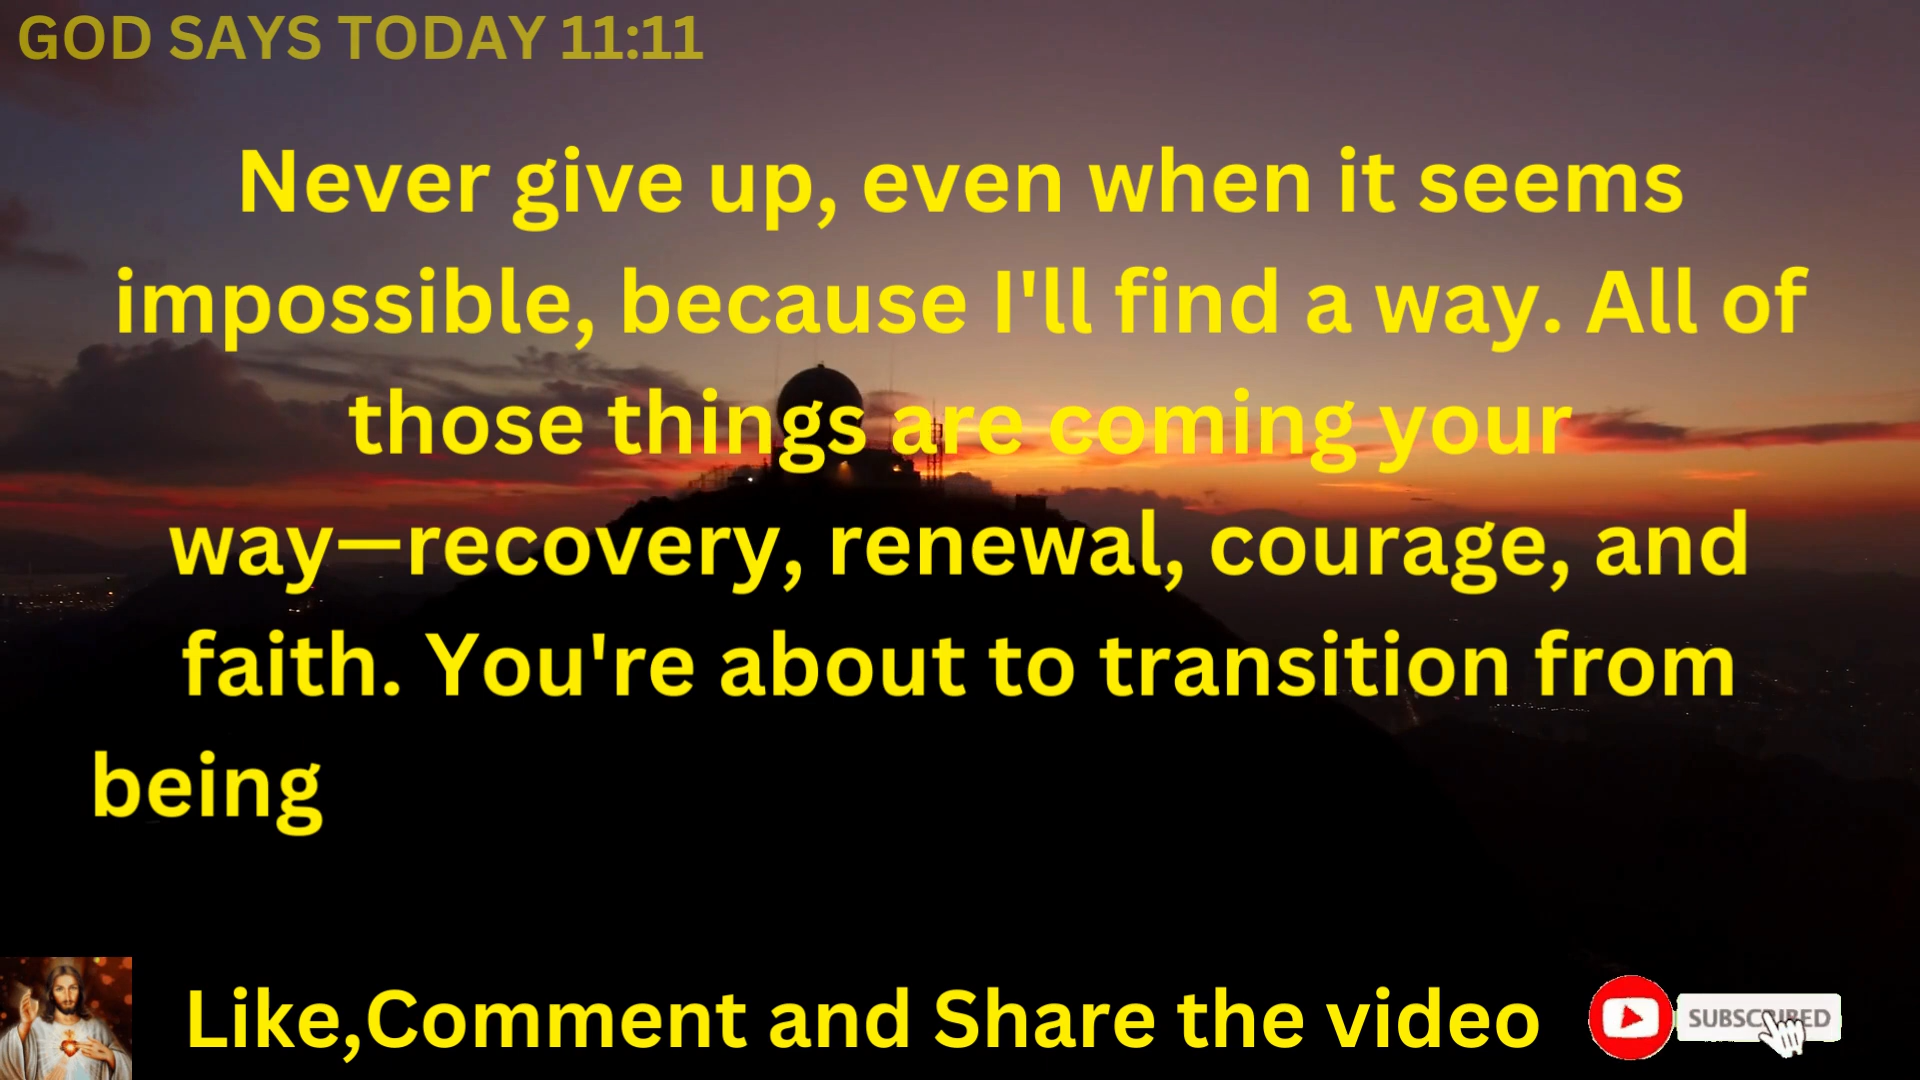 GOD SAYS TODAY 11:11
Never give up, even when it seems
impossible, because I'll find a way. All of
those things are coming your
way—recovery, renewal, courage, and
faith. You're about to transition from
being
Like,Comment and Share the video
SUBSCRIBED